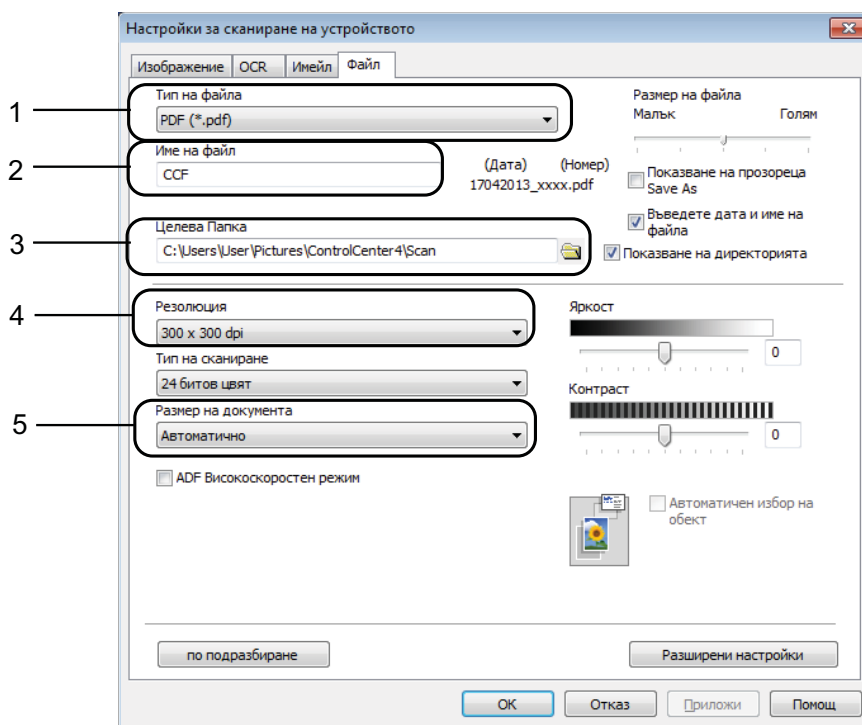 Настройки за сканиране на устройството
Изображение OCR Имейл Файл
1
Тип на файла
PDF (*.pdf)
Размер на файла
Малък Голям
2
Име на файл
CCF
(Дата) (Номер)
17042013_xxxx.pdf
Показване на прозореца
Save As
Въведете дата и име на
файла
3
Целева Папка
C:\Users\User\Pictures\ControlCenter4\Scan
Показване на директорията
4
Резолюция
300 x 300 dpi
Яркост
0
Тип на сканиране
24 битов цвят
Контраст
0
5
Размер на документа
Автоматично
ADF Високоскоростен режим
Автоматичен избор на
обект
по подразбиране
Разширени настройки
OK Отказ Приложи Помощ